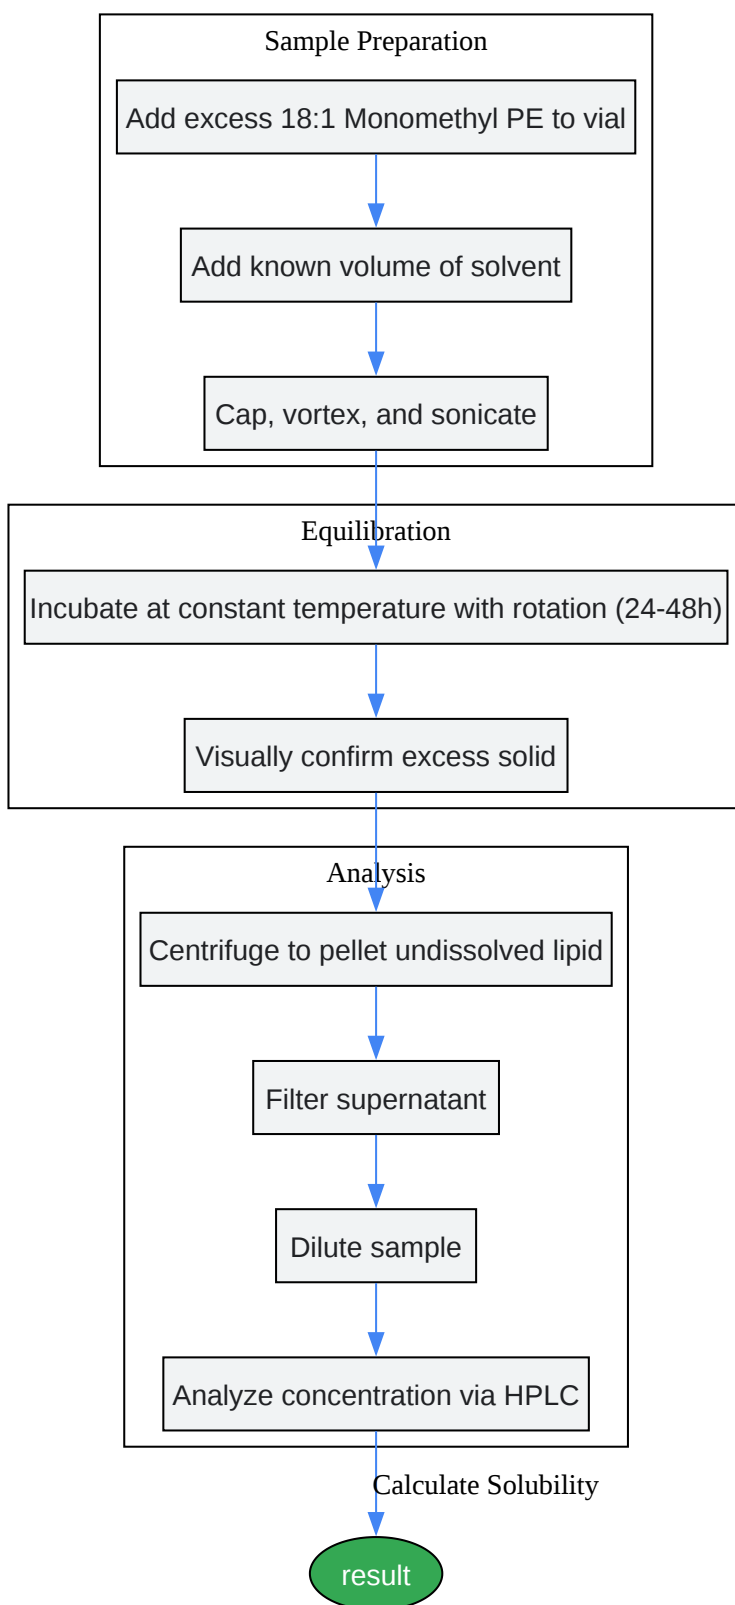 Sample Preparation
Add excess 18:1 Monomethyl PE to vial
Add known volume of solvent
Cap, vortex, and sonicate
Equilibration
Incubate at constant temperature with rotation (24-48h)
Visually confirm excess solid
Analysis
Centrifuge to pellet undissolved lipid
Filter supernatant
Dilute sample
Analyze concentration via HPLC
Calculate Solubility
result